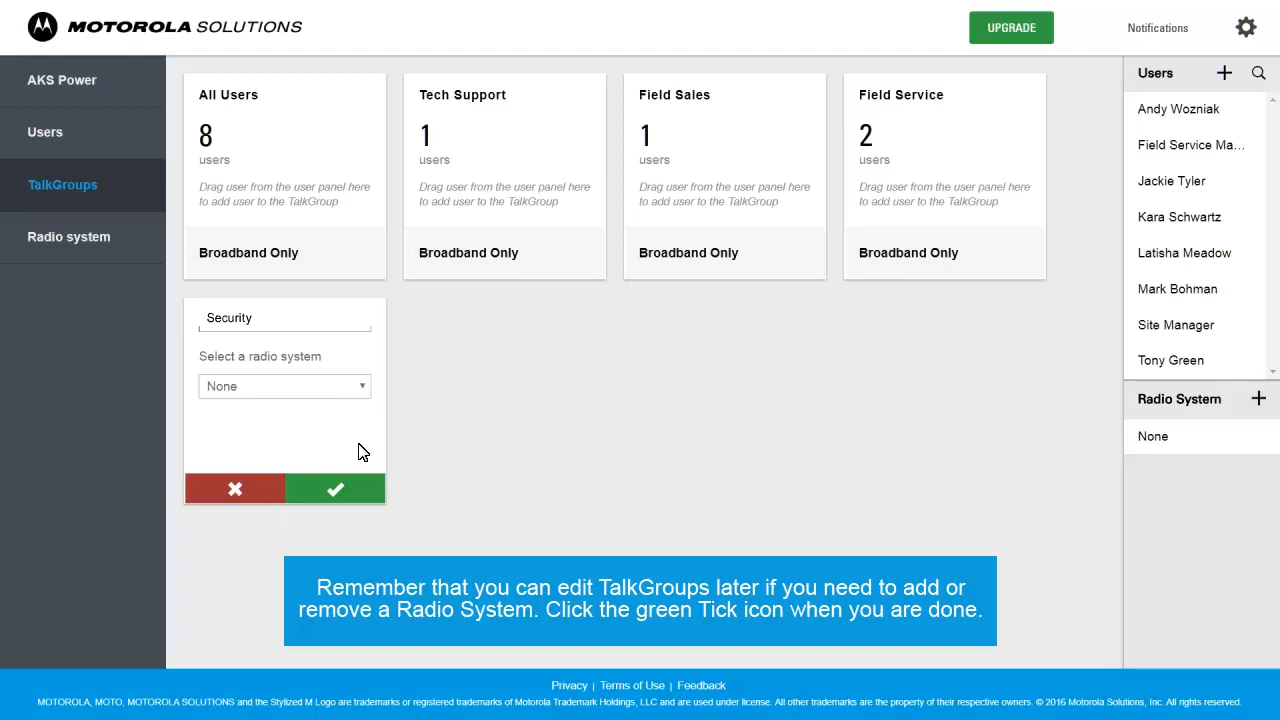 MOTOROLA SOLUTIONS
UPGRADE
Notifications
AKS Power
Users
TalkGroups
Radio system
All Users
8
users
Drag user from the user panel here
to add user to the TalkGroup
Broadband Only
Tech Support
1
users
Drag user from the user panel here
to add user to the TalkGroup
Broadband Only
Field Sales
1
users
Drag user from the user panel here
to add user to the TalkGroup
Broadband Only
Field Service
2
users
Drag user from the user panel here
to add user to the TalkGroup
Broadband Only
Security
Select a radio system
None
Users
Andy Wozniak
Field Service Ma...
Jackie Tyler
Kara Schwartz
Latisha Meadow
Mark Bohman
Site Manager
Tony Green
Radio System
None
Remember that you can edit TalkGroups later if you need to add or
remove a Radio System. Click the green Tick icon when you are done.
Privacy | Terms of Use | Feedback
MOTOROLA, MOTO, MOTOROLA SOLUTIONS and the Stylized M Logo are trademarks or registered trademarks of Motorola Trademark Holdings, LLC and are used under license. All other trademarks are the property of their respective owners. © 2016 Motorola Solutions, Inc. All rights reserved.